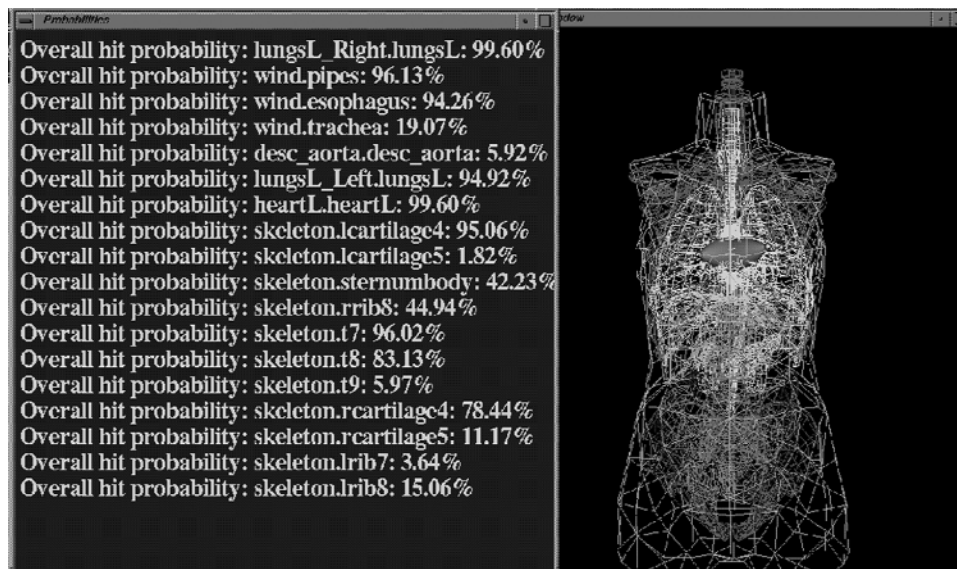 Probabilities
Overall hit probability: lungsL_Right.lungsL: 99.60%
Overall hit probability: wind.pipes: 96.13%
Overall hit probability: wind.esophagus: 94.26%
Overall hit probability: wind.trachea: 19.07%
Overall hit probability: desc_aorta.desc_aorta: 5.92%
Overall hit probability: lungsL_Left.lungsL: 94.92%
Overall hit probability: heartL.heartL: 99.60%
Overall hit probability: skeleton.lcartilage4: 95.06%
Overall hit probability: skeleton.lcartilage5: 1.82%
Overall hit probability: skeleton.sternumbody: 42.23%
Overall hit probability: skeleton.rrib8: 44.94%
Overall hit probability: skeleton.t7: 96.02%
Overall hit probability: skeleton.t8: 83.13%
Overall hit probability: skeleton.t9: 5.97%
Overall hit probability: skeleton.rcartilage4: 78.44%
Overall hit probability: skeleton.rcartilage5: 11.17%
Overall hit probability: skeleton.lrib7: 3.64%
Overall hit probability: skeleton.lrib8: 15.06%